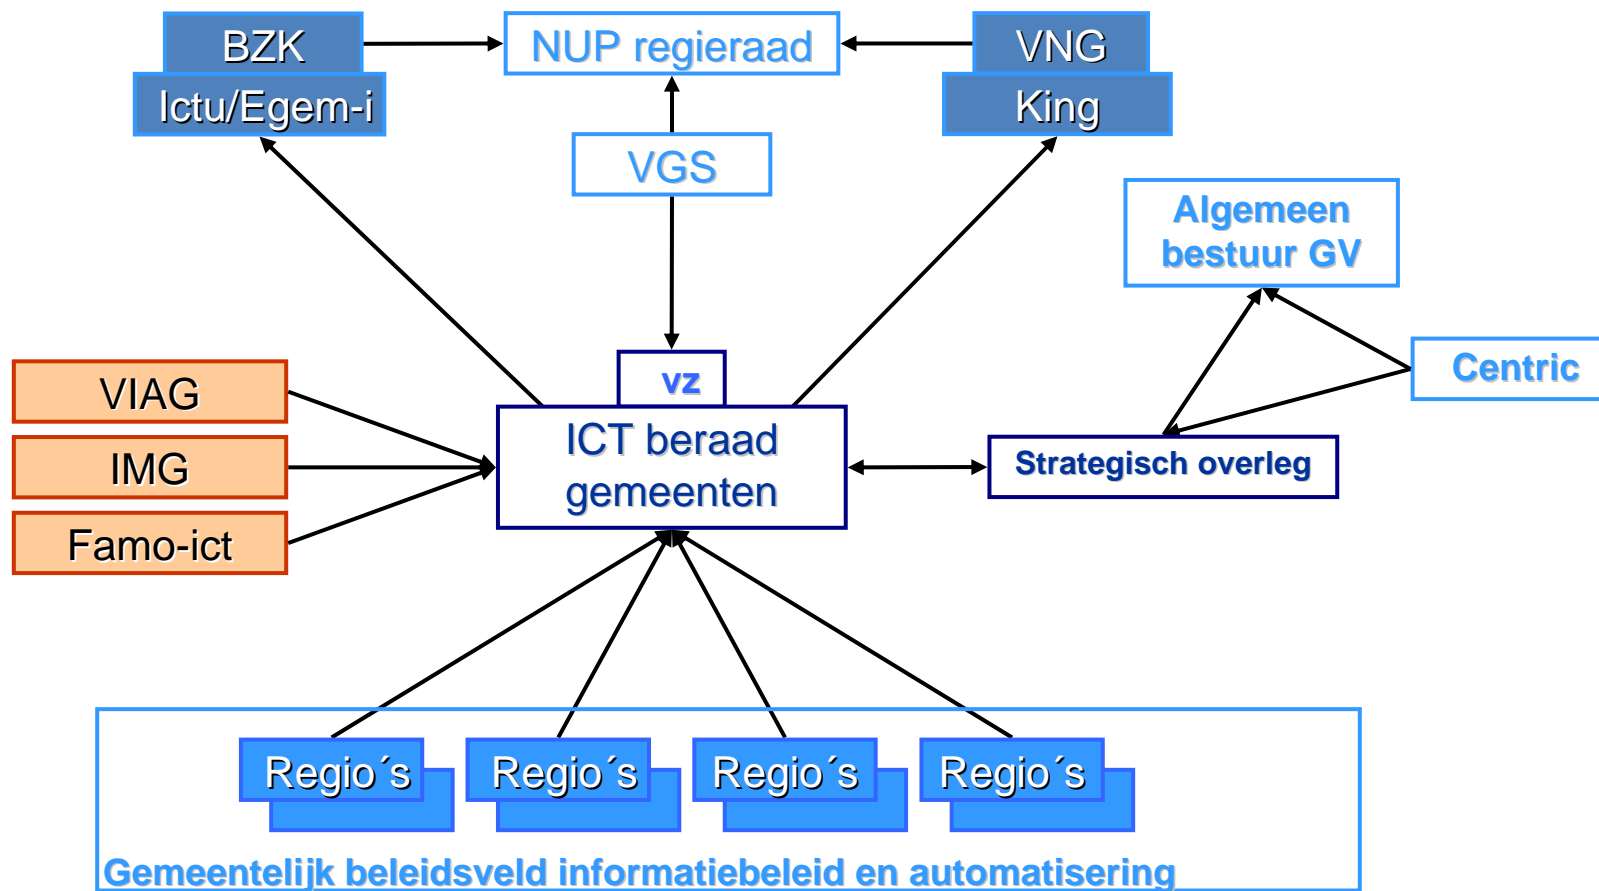 BZK
NUP regieraad
VNG
Ictu/Egem-i
King
VGS
Algemeen
bestuur GV
Centric
VIAG
IMG
Famo-ict
vz
ICT beraad
gemeenten
Strategisch overleg
Regio´s
Regio´s
Regio´s
Regio´s
Gemeentelijk beleidsveld informatiebeleid en automatisering